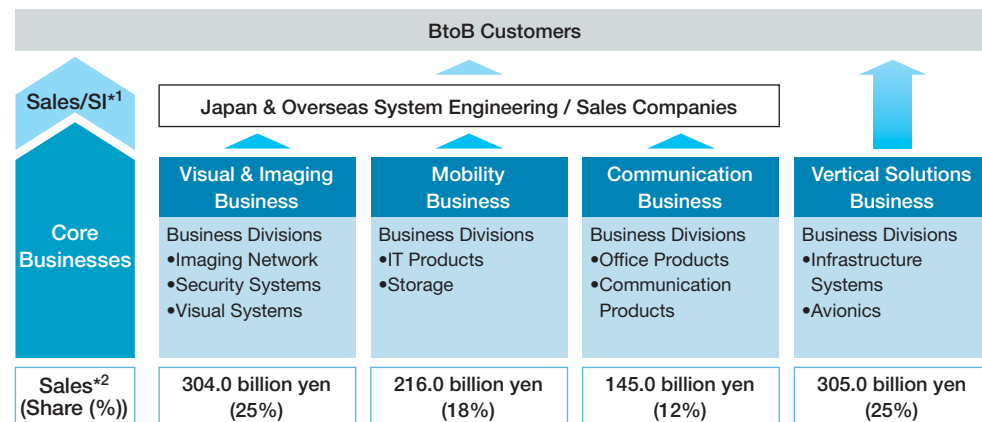 BtoB Customers
Sales/SI*1
Japan & Overseas System Engineering / Sales Companies
Core
Businesses
Visual & Imaging
Business
Business Divisions
•Imaging Network
•Security Systems
•Visual Systems
Mobility
Business
Business Divisions
•IT Products
•Storage
Communication
Business
Business Divisions
•Office Products
•Communication
Products
Vertical Solutions
Business
Business Divisions
•Infrastructure
Systems
•Avionics
Sales*2
(Share (%))
304.0 billion yen
(25%)
216.0 billion yen
(18%)
145.0 billion yen
(12%)
305.0 billion yen
(25%)